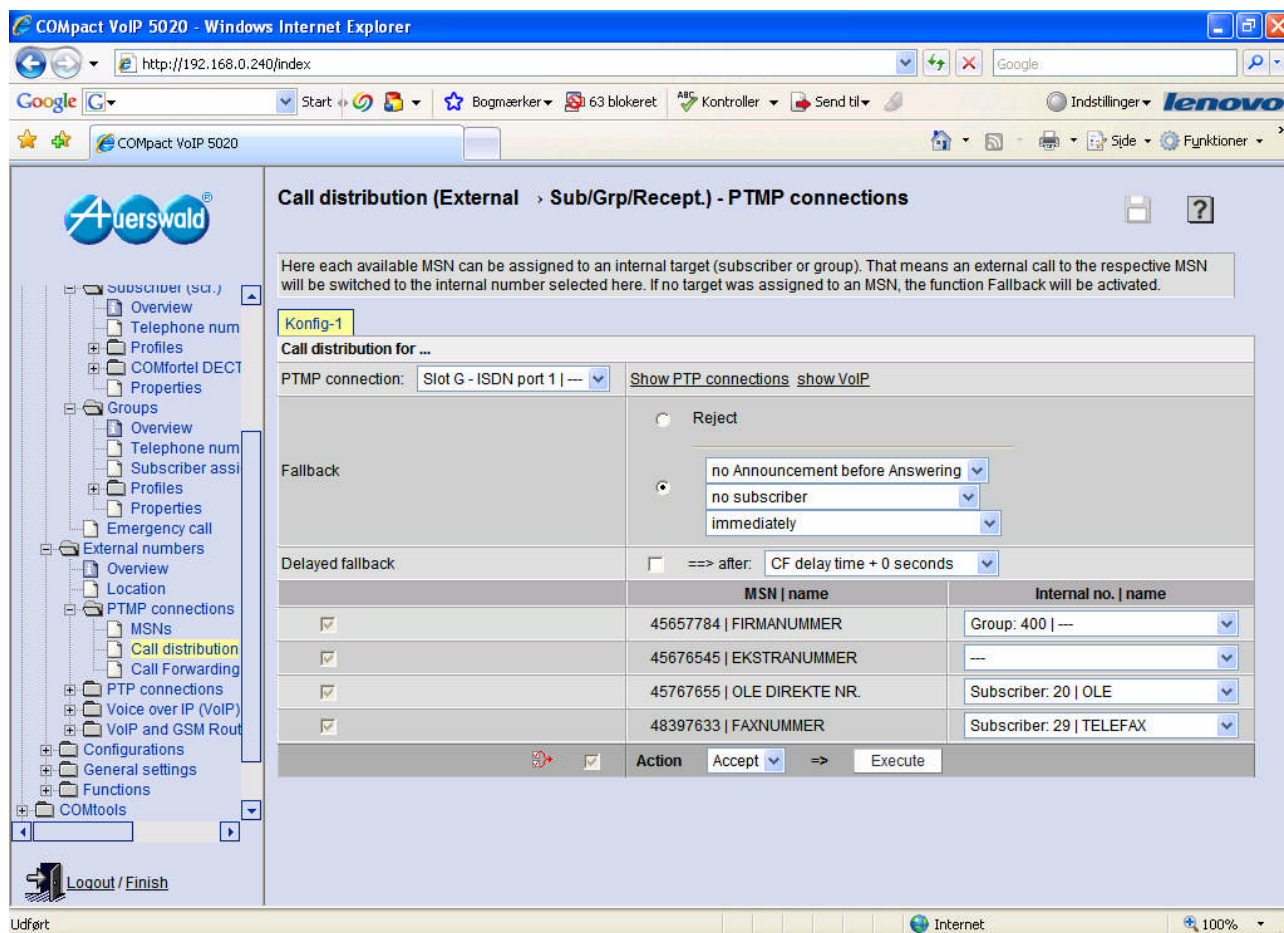 COMpact VoIP 5020 - Windows Internet Explorer
http://192.168.0.240/index
Google
Google G
Start
Bogmærker
63 blokeret
ABC
Kontroller
Send til
Indstillinger
lenovo
COMpact VoIP 5020
Side
Funktioner
Auerswald®
Subscriber (Scr.)
Overview
Telephone num
Profiles
COMfortel DECT
Properties
Groups
Overview
Telephone num
Subscriber assi
Profiles
Properties
Emergency call
External numbers
Overview
Location
PTMP connections
MSNs
Call distribution
Call Forwarding
PTP connections
Voice over IP (VoIP)
VoIP and GSM Rout
Configurations
General settings
Functions
COMtools
Logout / Finish
Call distribution (External › Sub/Grp/Recept.) - PTMP connections
?
Here each available MSN can be assigned to an internal target (subscriber or group). That means an external call to the respective MSN
will be switched to the internal number selected here. If no target was assigned to an MSN, the function Fallback will be activated.
Konfig-1
Call distribution for ...
PTMP connection: Slot G - ISDN port 1 | --- Show PTP connections show VoIP
Reject
Fallback
no Announcement before Answering
no subscriber
immediately
Delayed fallback ==> after: CF delay time + 0 seconds
MSN | name Internal no. | name
45657784 | FIRMANUMMER Group: 400 | ---
45676545 | EKSTRANUMMER ---
45767655 | OLE DIREKTE NR. Subscriber: 20 | OLE
48397633 | FAXNUMMER Subscriber: 29 | TELEFAX
Action Accept => Execute
Udført
Internet
100%